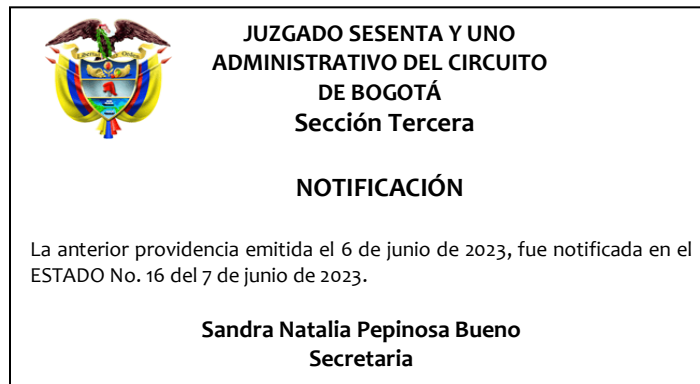 JUZGADO SESENTA Y UNO
ADMINISTRATIVO DEL CIRCUITO
DE BOGOTÁ
Sección Tercera
NOTIFICACIÓN
La anterior providencia emitida el 6 de junio de 2023, fue notificada en el
ESTADO No. 16 del 7 de junio de 2023.
Sandra Natalia Pepinosa Bueno
Secretaria